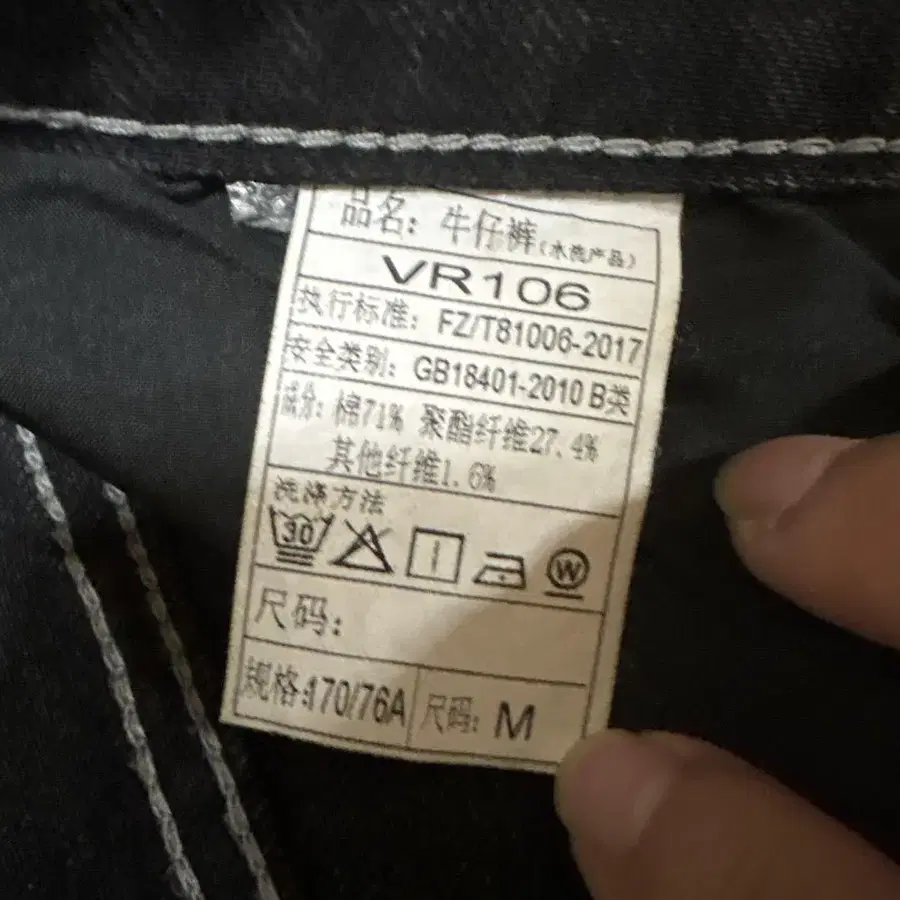 品名: 牛仔裤(水洗产品)
VR106
执行标准: FZ/T81006-2017
安全类别: GB18401-2010 B类
成分: 棉71% 聚酯纤维27.4%
其他纤维1.6%
洗涤方法
30 W
尺码:
规格:170/76A 尺码: M